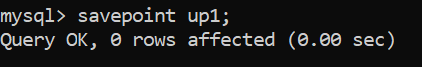 mysql> savepoint up1;
Query OK, 0 rows affected (0.00 sec)